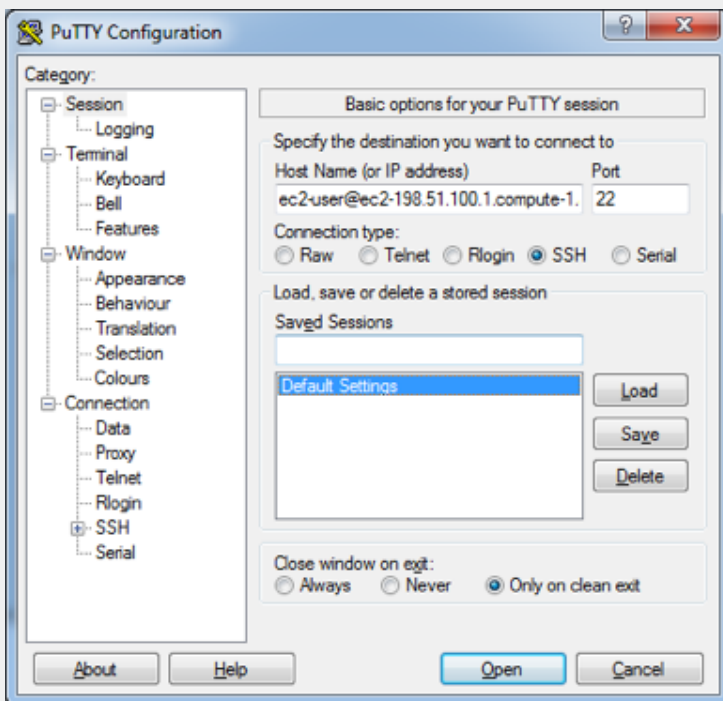 PuTTY Configuration
Category:
Session
Logging
Terminal
Keyboard
Bell
Features
Window
Appearance
Behaviour
Translation
Selection
Colours
Connection
Data
Proxy
Telnet
Rlogin
SSH
Serial
Basic options for your PuTTY session
Specify the destination you want to connect to
Host Name (or IP address) Port
ec2-user@ec2-198.51.100.1.compute-1. 22
Connection type:
Raw Telnet Rlogin SSH Serial
Load, save or delete a stored session
Saved Sessions
Default Settings
Load
Save
Delete
Close window on exit:
Always Never Only on clean exit
About Help Open Cancel